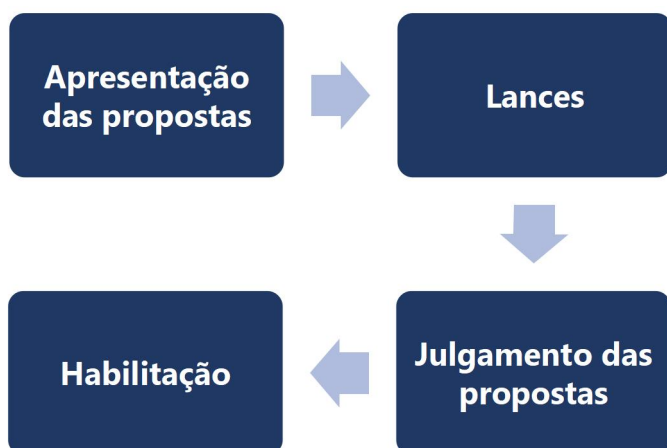 Apresentação
das propostas
Lances
Julgamento das
propostas
Habilitação